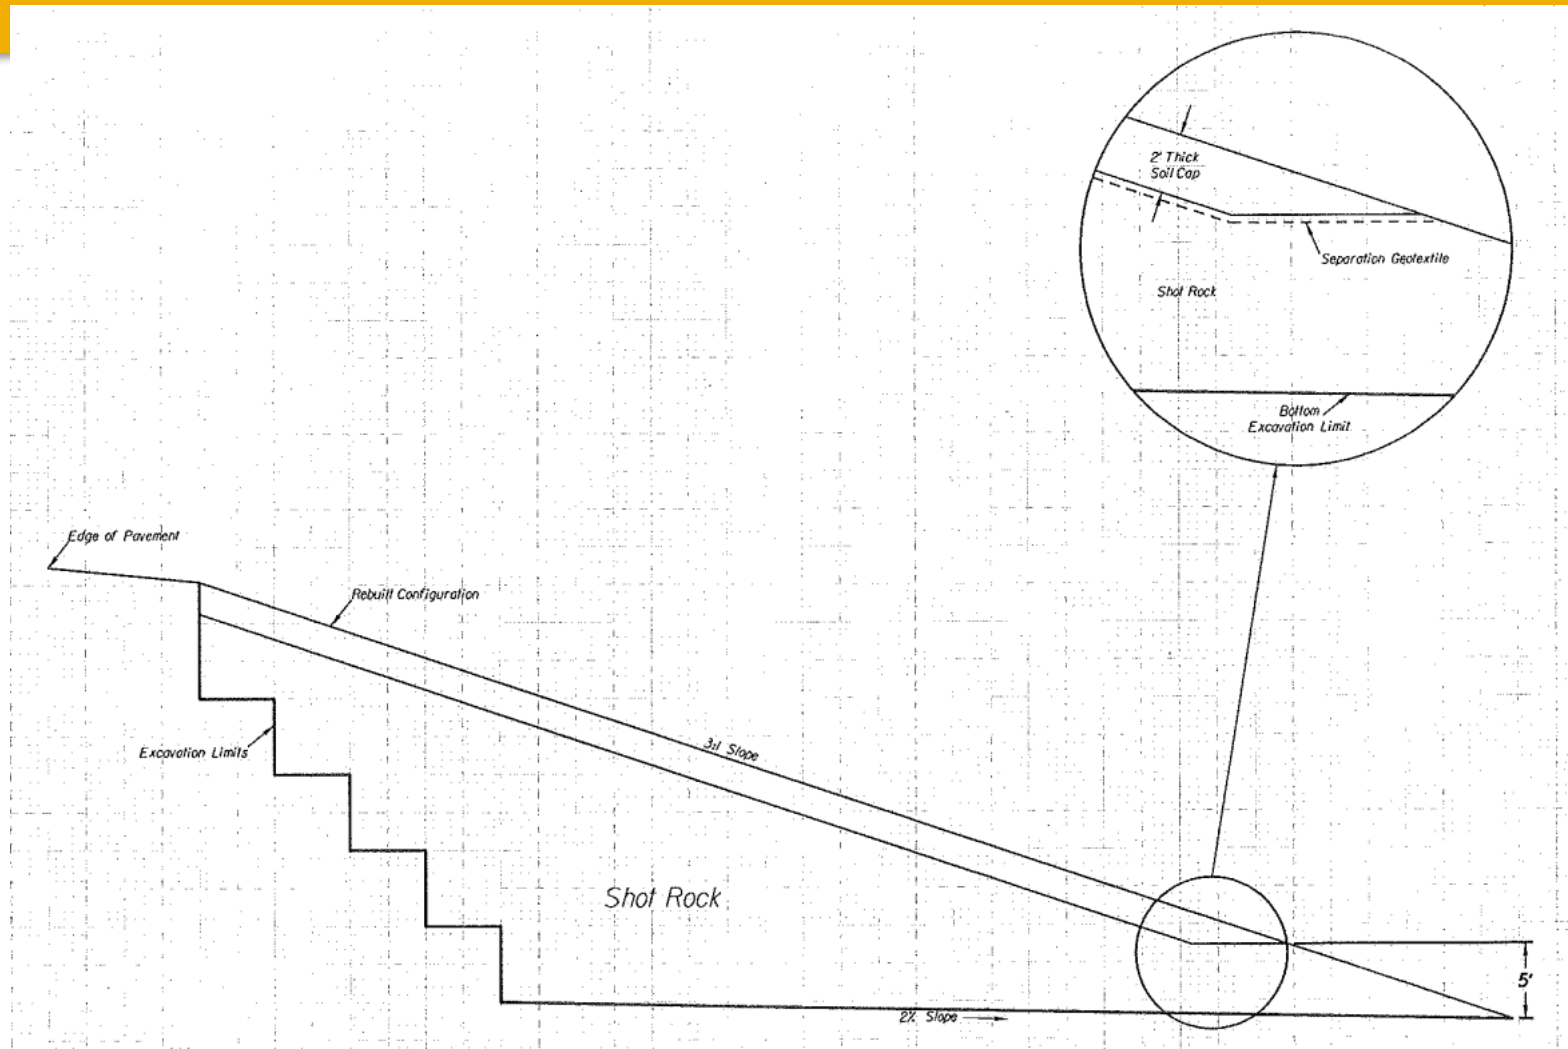 2' Thick
Soil Cap
Separation Geotextile
Shot Rock
Bottom
Excavation Limit
Edge of Pavement
Rebuilt Configuration
3:1 Slope
Excavation Limits
Shot Rock
5'
2% Slope